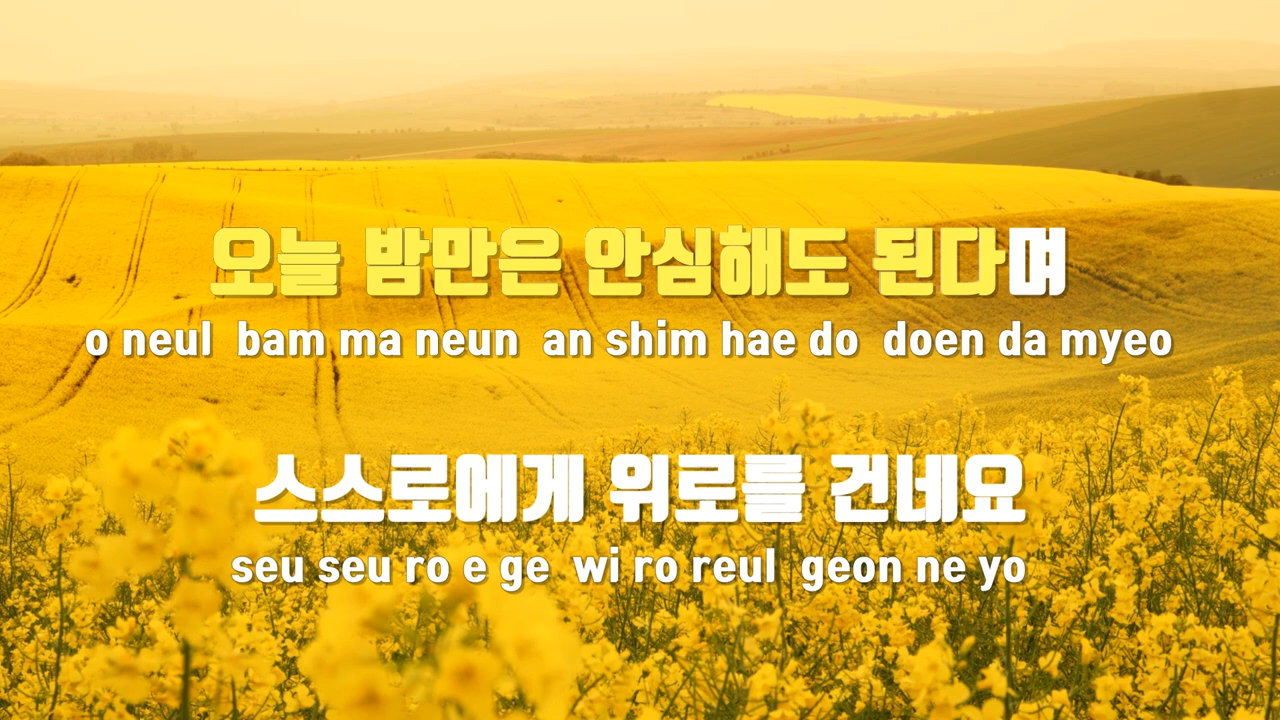 오늘 밤만은 안심해도 된다며
o neul bam ma neun an shim hae do doen da myeo
스스로에게 위로를 건네요
seu seu ro e ge wi ro reul geon ne yo